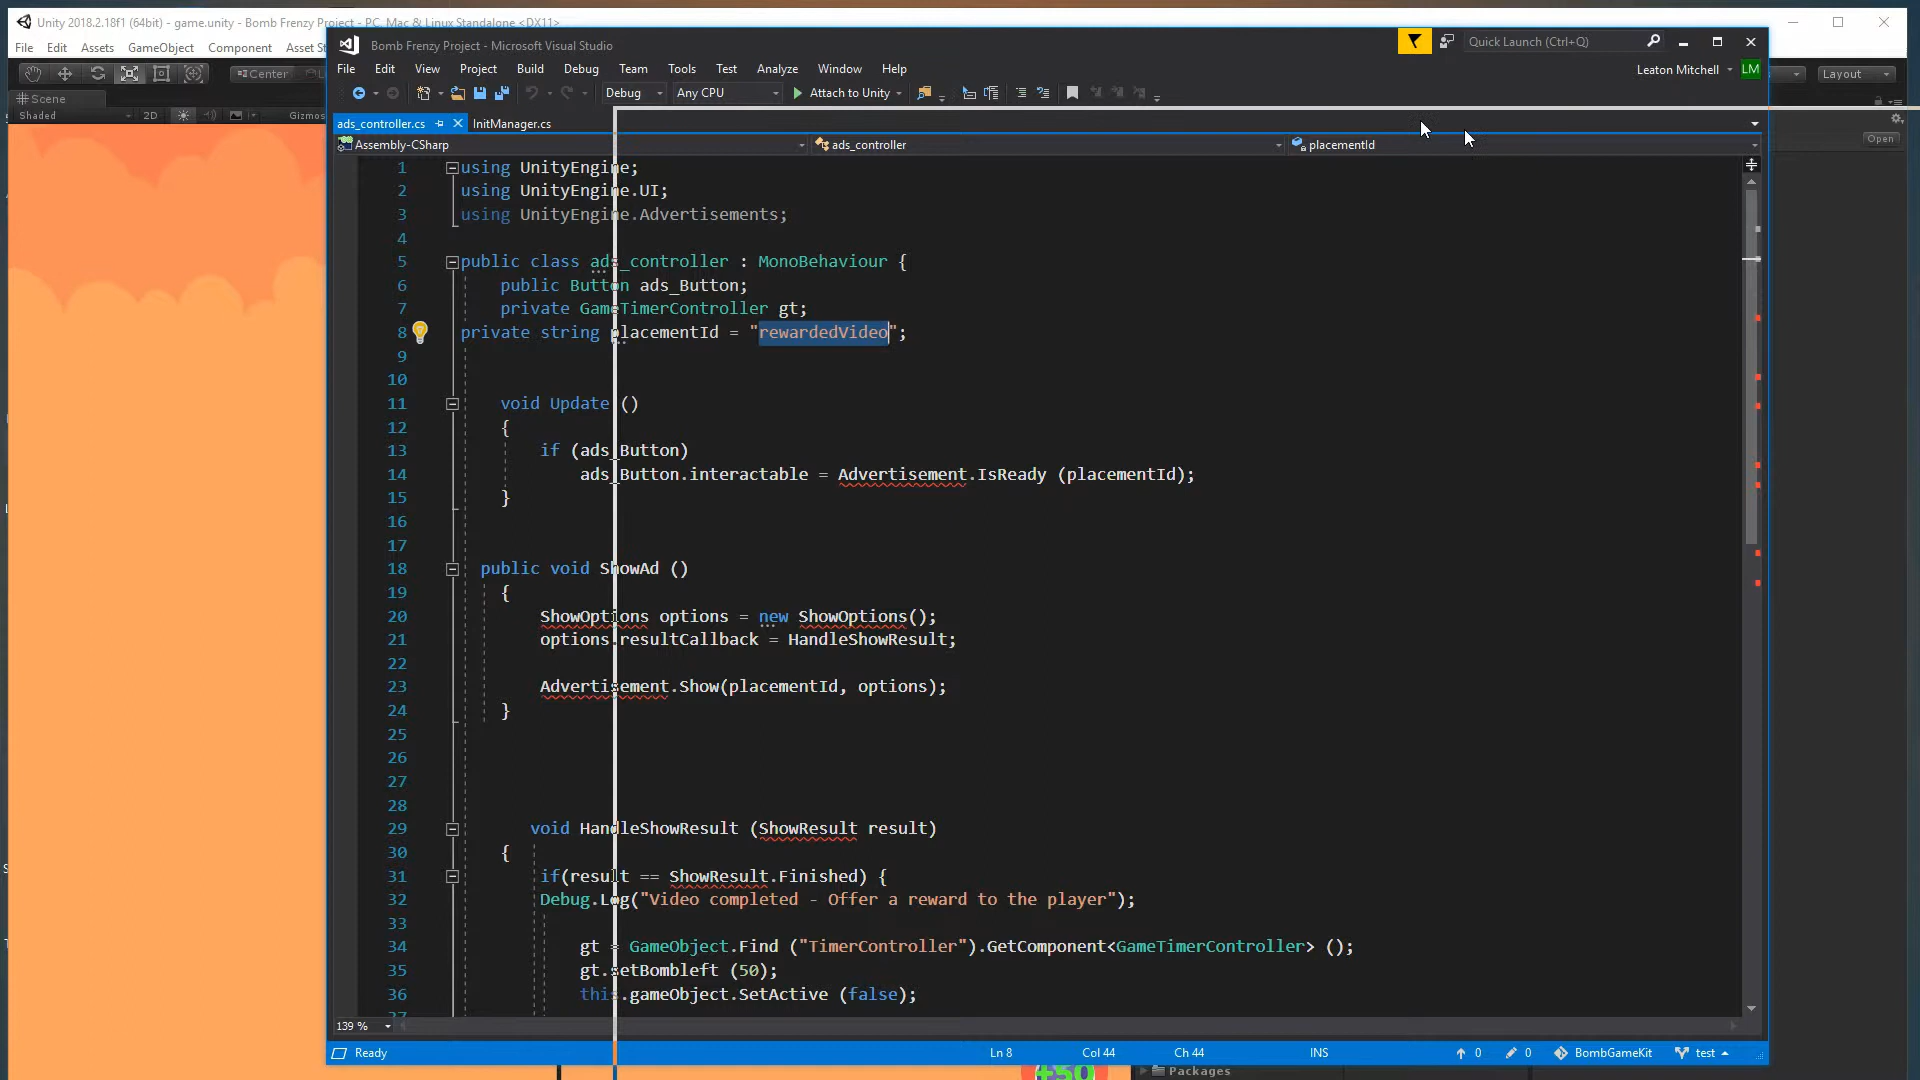 Unity 2018.2.18f1 (64bit) - game.unity - Bomb Frenzy Project - PC, Mac & Linux Standalone <DX11>
File Edit Assets GameObject Component Asset St
Center
Layout
Scene
Shaded 2D Gizmos
Open
Bomb Frenzy Project - Microsoft Visual Studio
Quick Launch (Ctrl+Q)
File Edit View Project Build Debug Team Tools Test Analyze Window Help
Leaton Mitchell LM
Debug Any CPU Attach to Unity
ads_controller.cs InitManager.cs
Assembly-CSharp ads_controller placementId
1 using UnityEngine;
2 using UnityEngine.UI;
3 using UnityEngine.Advertisements;
4
5 public class ads_controller : MonoBehaviour {
6 public Button ads_Button;
7 private GameTimerController gt;
8 private string placementId = "rewardedVideo";
9
10
11 void Update ()
12 {
13 if (ads_Button)
14 ads_Button.interactable = Advertisement.IsReady (placementId);
15 }
16
17
18 public void ShowAd ()
19 {
20 ShowOptions options = new ShowOptions();
21 options.resultCallback = HandleShowResult;
22
23 Advertisement.Show(placementId, options);
24 }
25
26
27
28
29 void HandleShowResult (ShowResult result)
30 {
31 if(result == ShowResult.Finished) {
32 Debug.Log("Video completed - Offer a reward to the player");
33
34 gt = GameObject.Find ("TimerController").GetComponent<GameTimerController> ();
35 gt.setBombleft (50);
36 this.gameObject.SetActive (false);
37
139 %
Ready Ln 8 Col 44 Ch 44 INS 0 0 BombGameKit test
+50
Packages